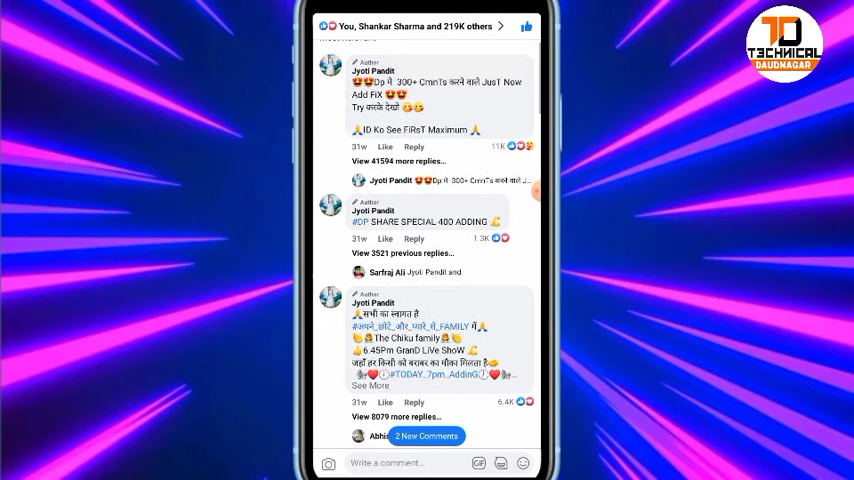 You, Shankar Sharma and 219K others
TECHNICAL
DAUDNAGAR
Author
Jyoti Pandit
🤩🤩Dp में 300+ CmnTs करने वाले JusT Now
Add FiX 🤩🤩
Try करके देखो 😘😘
🙏ID Ko See FiRsT Maximum 🙏
31w Like Reply 11K
View 41594 more replies...
Jyoti Pandit 🤩🤩Dp में 300+ CmnTs करने वाले J...
Author
Jyoti Pandit
#DP SHARE SPECIAL 400 ADDING 💪
31w Like Reply 1.3K
View 3521 previous replies...
Sarfraj Ali Jyoti Pandit and
Author
Jyoti Pandit
🙏सभी का स्वागत है
#अपने_छोटे_और_प्यारे_से_FAMILY में🙏
👏👩The Chiku family👩👏
👍6.45Pm GranD LiVe ShoW 💪
जहाँ हर किसी को बराबर का मौका मिलता है🤝
❤️🕖#TODAY_7pm_AddinG🕖❤️...
See More
31w Like Reply 6.4K
View 8079 more replies...
2 New Comments
Write a comment...
GIF